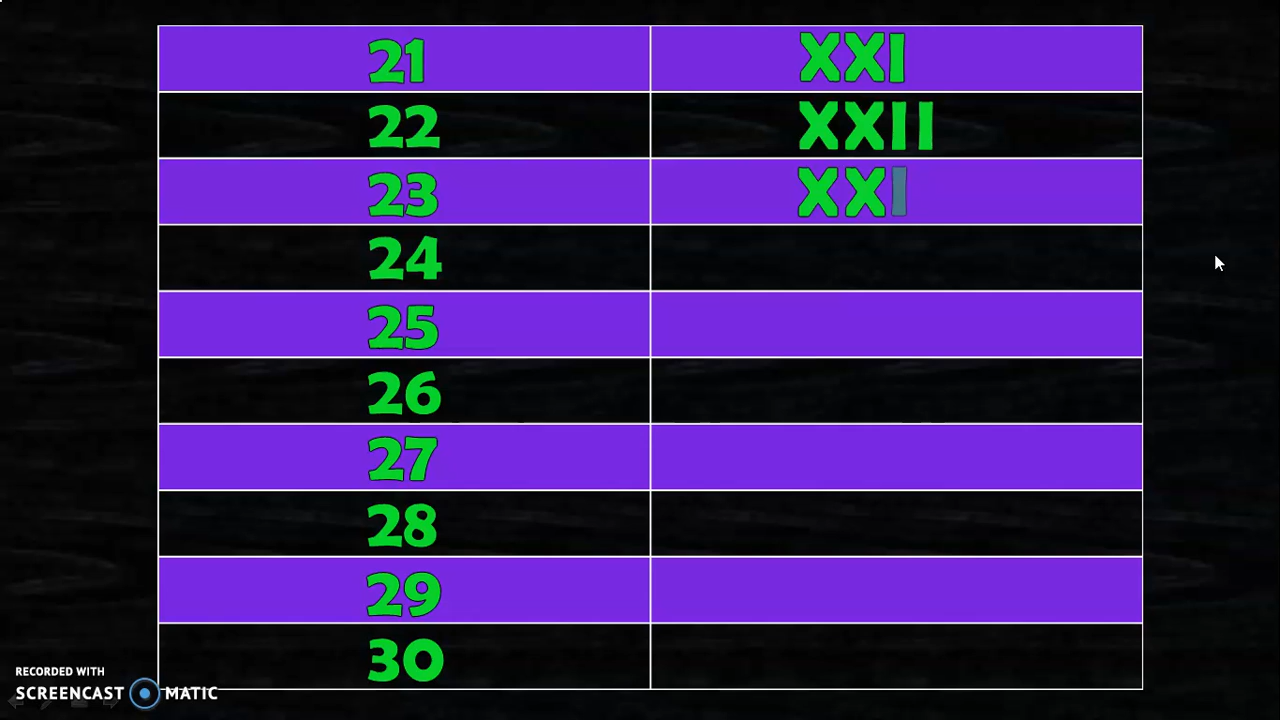 21 XXI
22 XXII
23 XXI
24
25
26
27
28
29
30
RECORDED WITH
SCREENCAST MATIC